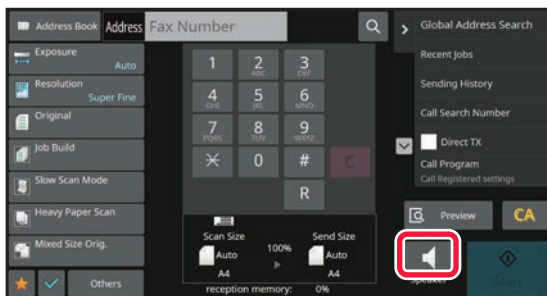 Address Book
Address
Fax Number
Global Address Search
Exposure
Auto
Resolution
Super Fine
Original
Job Build
Slow Scan Mode
Heavy Paper Scan
Mixed Size Orig.
Others
1
2
ABC
3
DEF
4
GHI
5
JKL
6
MNO
7
PQRS
8
TUV
9
WXYZ
0
#
C
R
Scan Size
Send Size
Auto
100%
Auto
A4
A4
reception memory: 0%
Recent Jobs
Sending History
Call Search Number
Direct TX
Call Program
Call Registered settings
Preview
CA
Speaker
Start